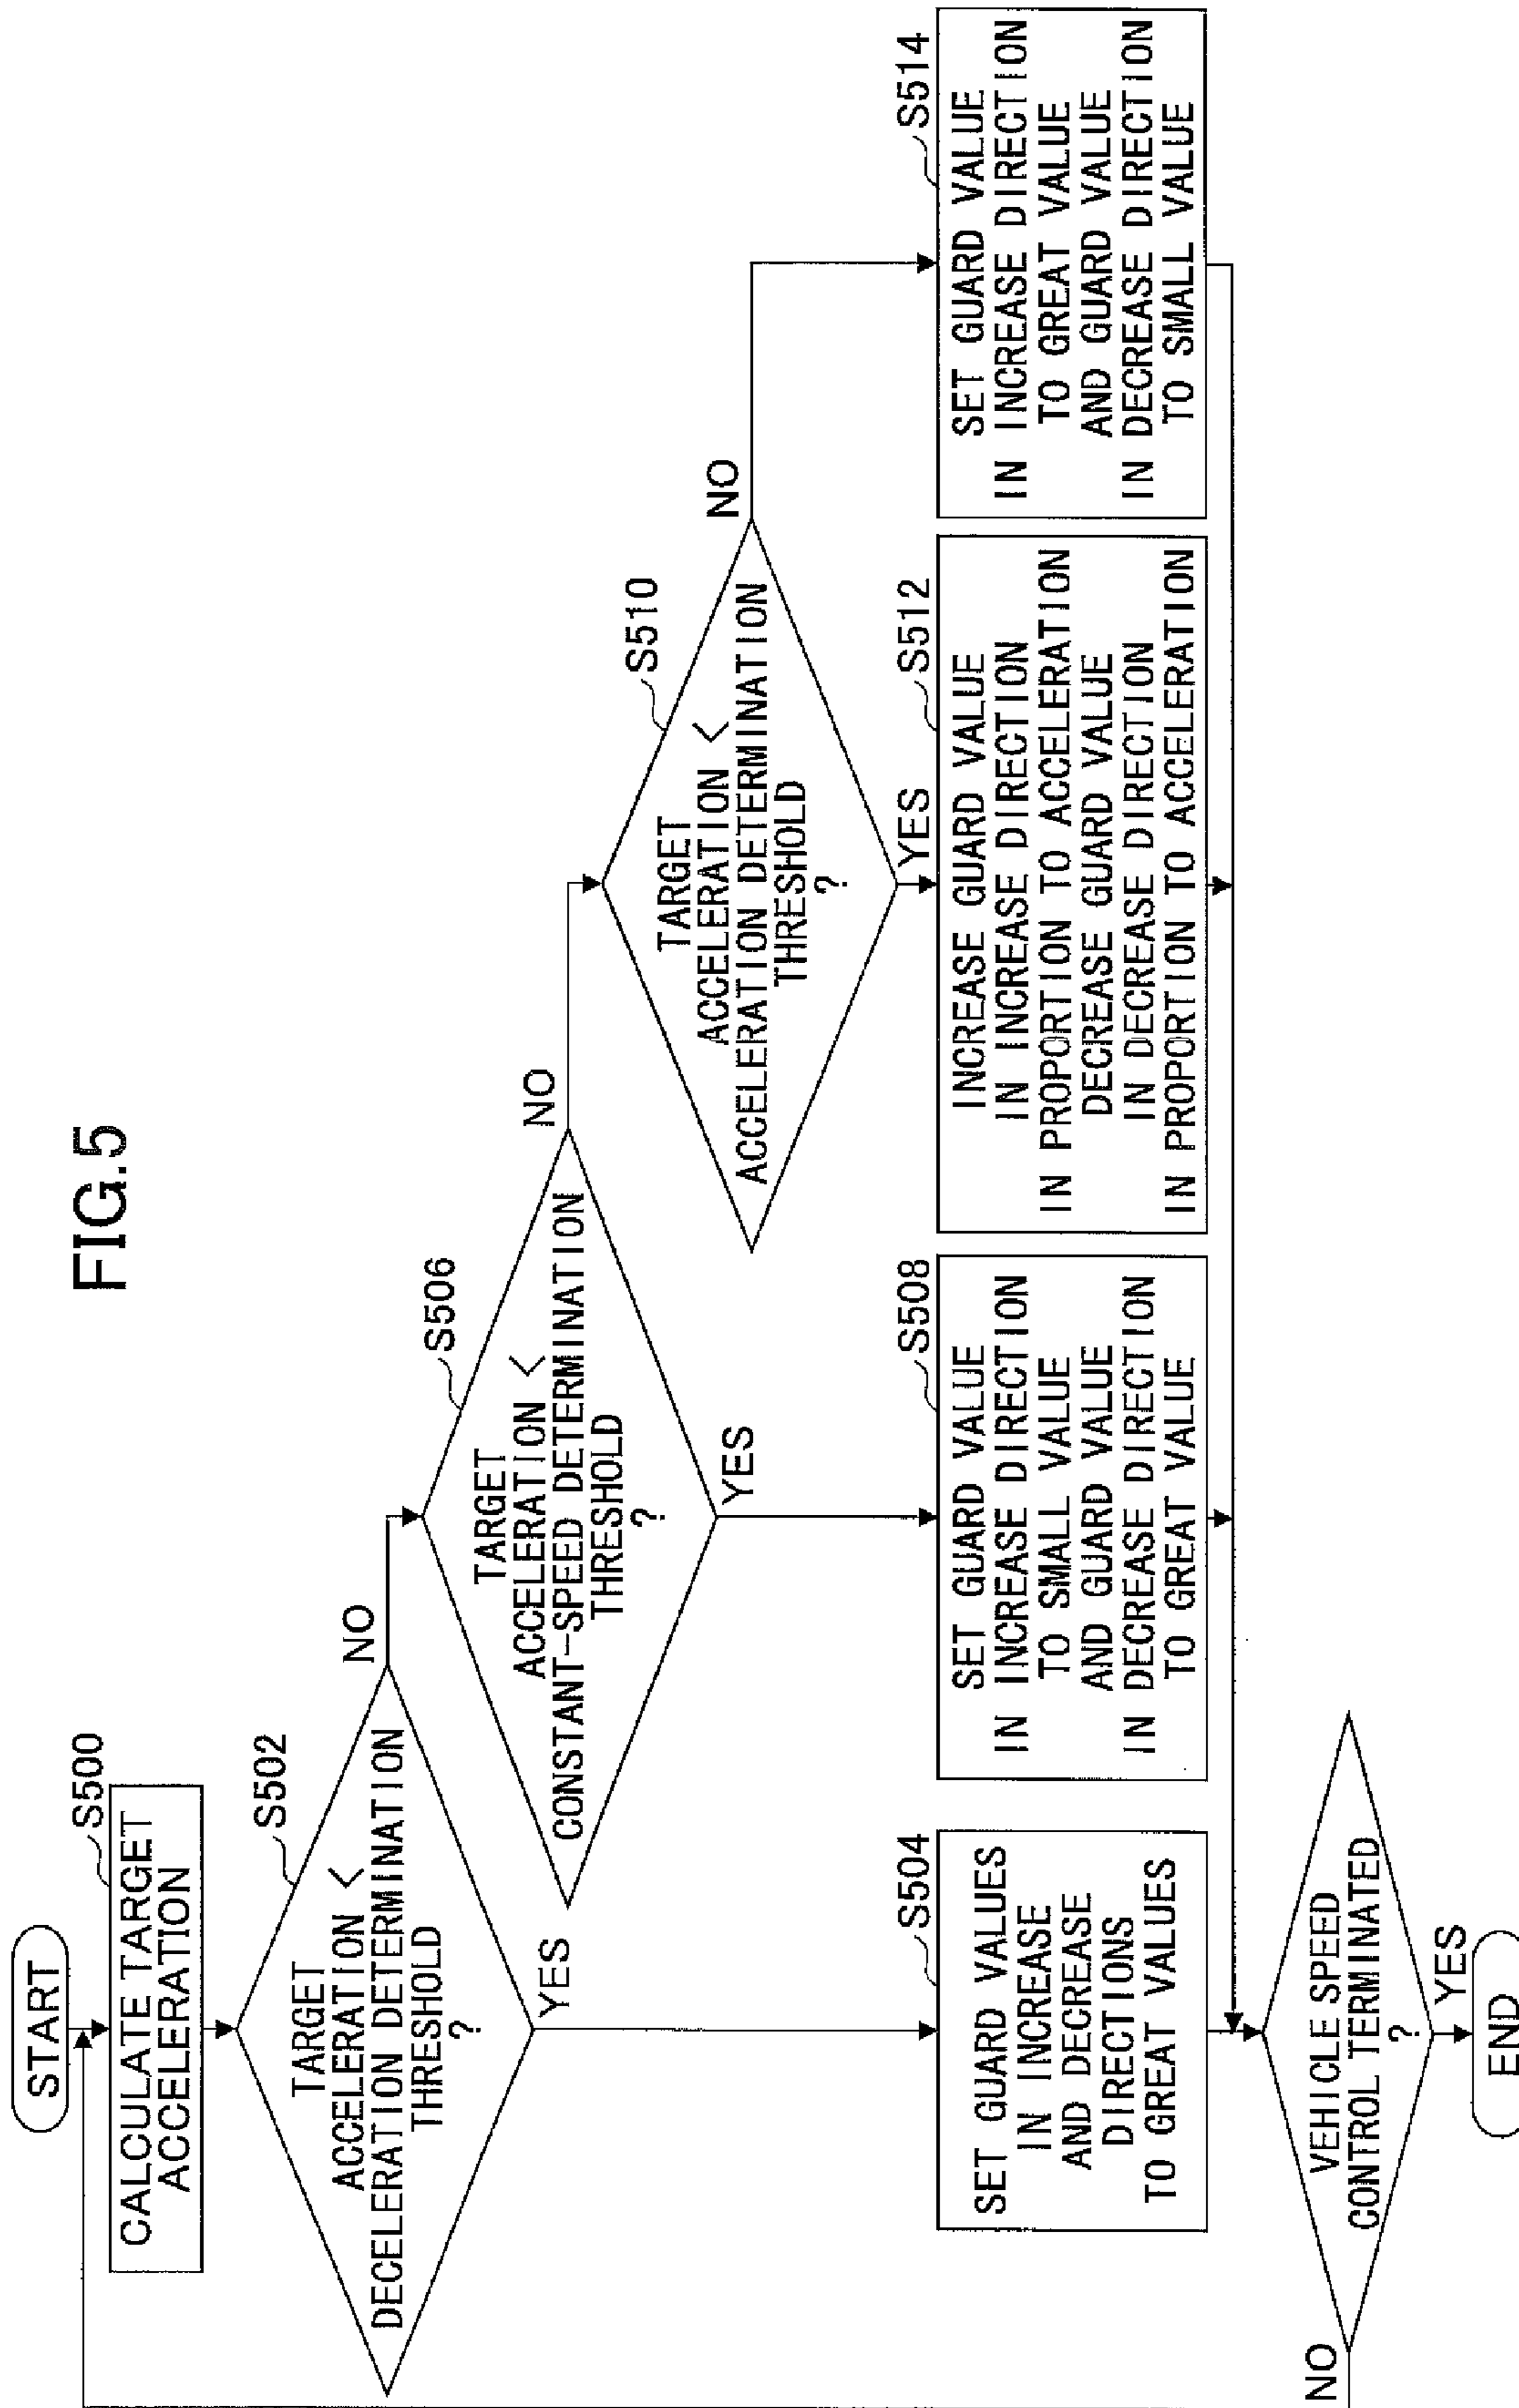 FIG.5
START
S500
CALCULATE TARGET
ACCELERATION
S502
TARGET
ACCELERATION <
DECELERATION DETERMINATION
THRESHOLD
?
NO
YES
S506
TARGET
ACCELERATION <
CONSTANT-SPEED DETERMINATION
THRESHOLD
?
NO
YES
S510
TARGET
ACCELERATION <
ACCELERATION DETERMINATION
THRESHOLD
?
NO
YES
S504
SET GUARD VALUES
IN INCREASE
AND DECREASE
DIRECTIONS
TO GREAT VALUES
S508
SET GUARD VALUE
IN INCREASE DIRECTION
TO SMALL VALUE
AND GUARD VALUE
IN DECREASE DIRECTION
TO GREAT VALUE
S512
INCREASE GUARD VALUE
IN INCREASE DIRECTION
IN PROPORTION TO ACCELERATION
DECREASE GUARD VALUE
IN DECREASE DIRECTION
IN PROPORTION TO ACCELERATION
S514
SET GUARD VALUE
IN INCREASE DIRECTION
TO GREAT VALUE
AND GUARD VALUE
IN DECREASE DIRECTION
TO SMALL VALUE
VEHICLE SPEED
CONTROL TERMINATED
?
NO
YES
END